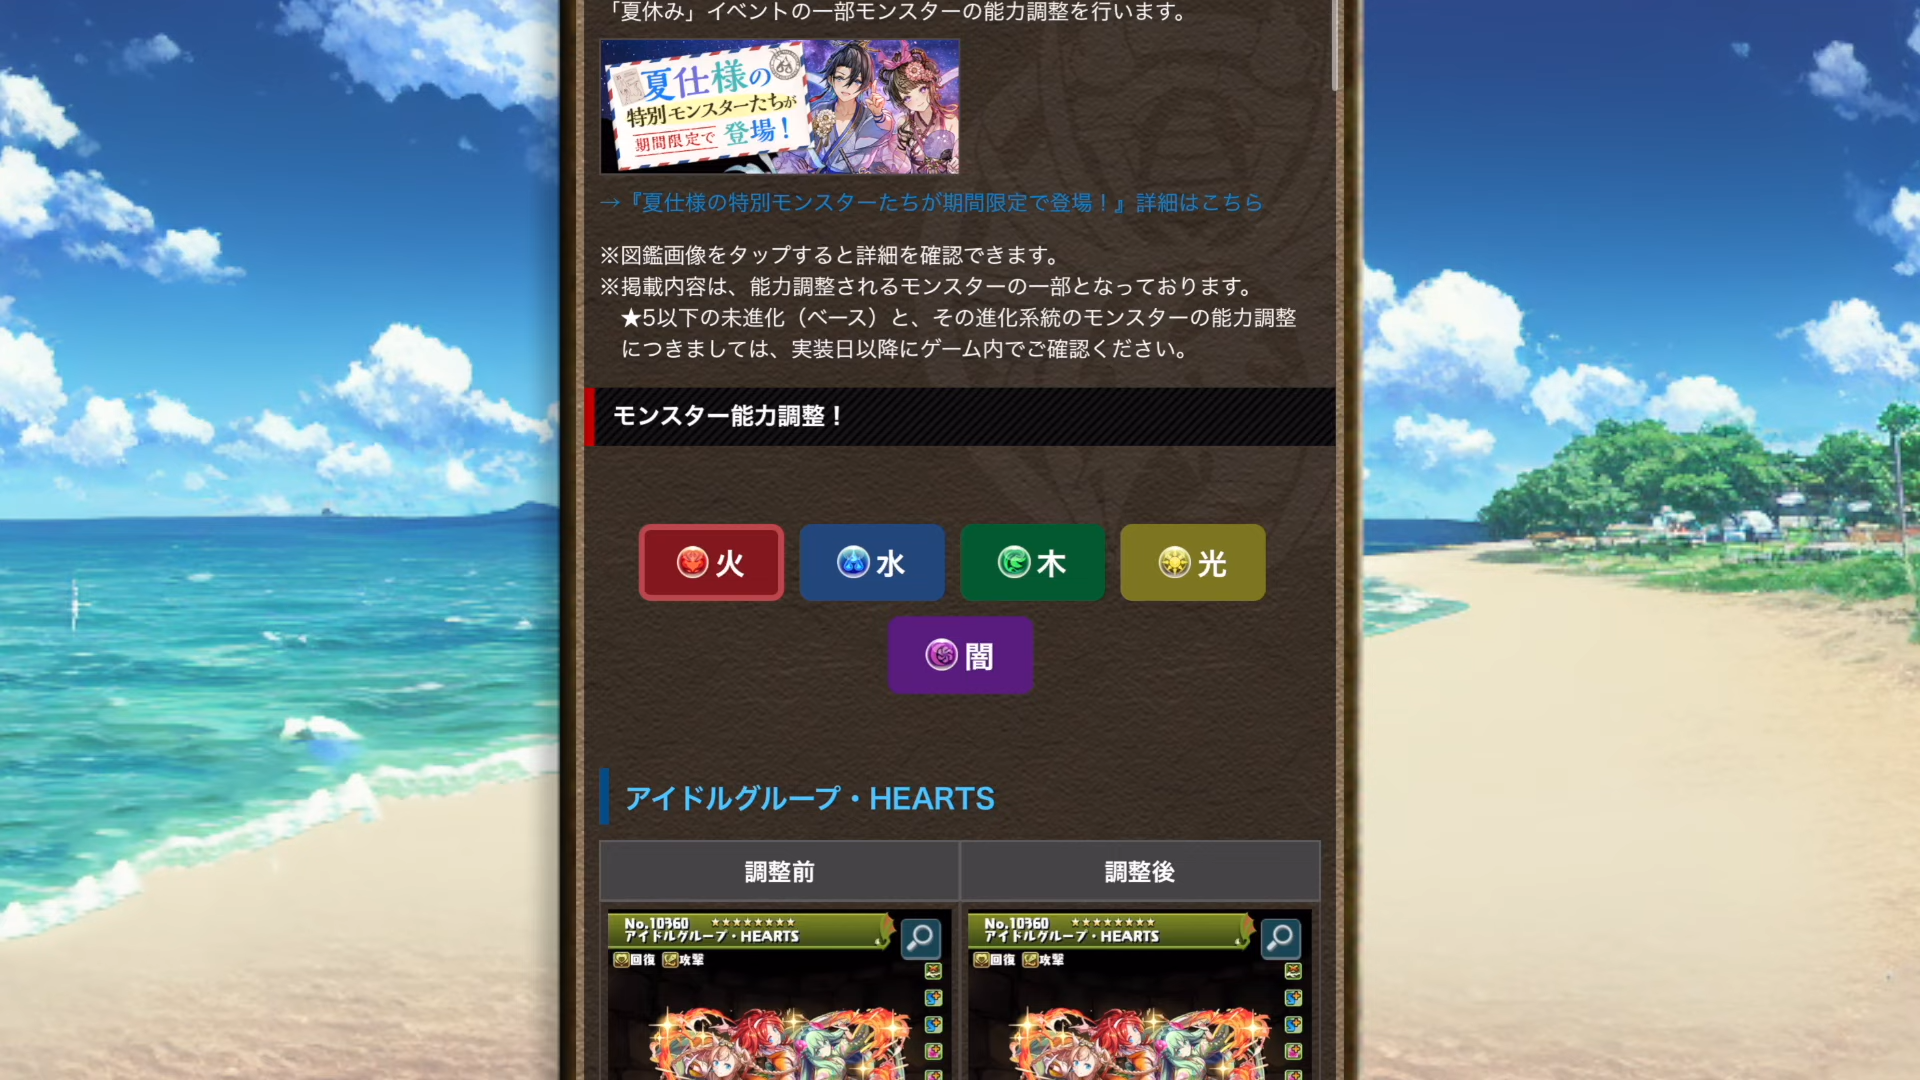 「夏休み」イベントの一部モンスターの能力調整を行います。
夏仕様の
特別モンスターたちが
期間限定で登場！
→『夏仕様の特別モンスターたちが期間限定で登場！』詳細はこちら
※図鑑画像をタップすると詳細を確認できます。
※掲載内容は、能力調整されるモンスターの一部となっております。
★5以下の未進化（ベース）と、その進化系統のモンスターの能力調整
につきましては、実装日以降にゲーム内でご確認ください。
モンスター能力調整！
火 水 木 光
闇
アイドルグループ・HEARTS
調整前 調整後
No.10360 ★★★★★★★★ No.10360 ★★★★★★★★
アイドルグループ・HEARTS アイドルグループ・HEARTS
回復 攻撃 回復 攻撃